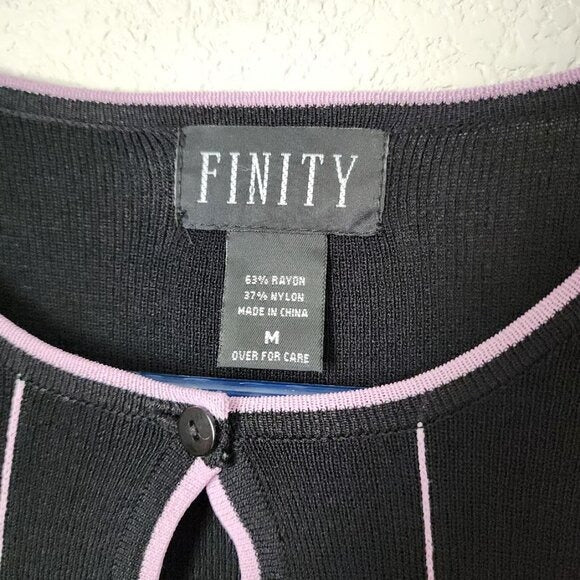 FINITY
63% RAYON
37% NYLON
MADE IN CHINA
M
OVER FOR CARE